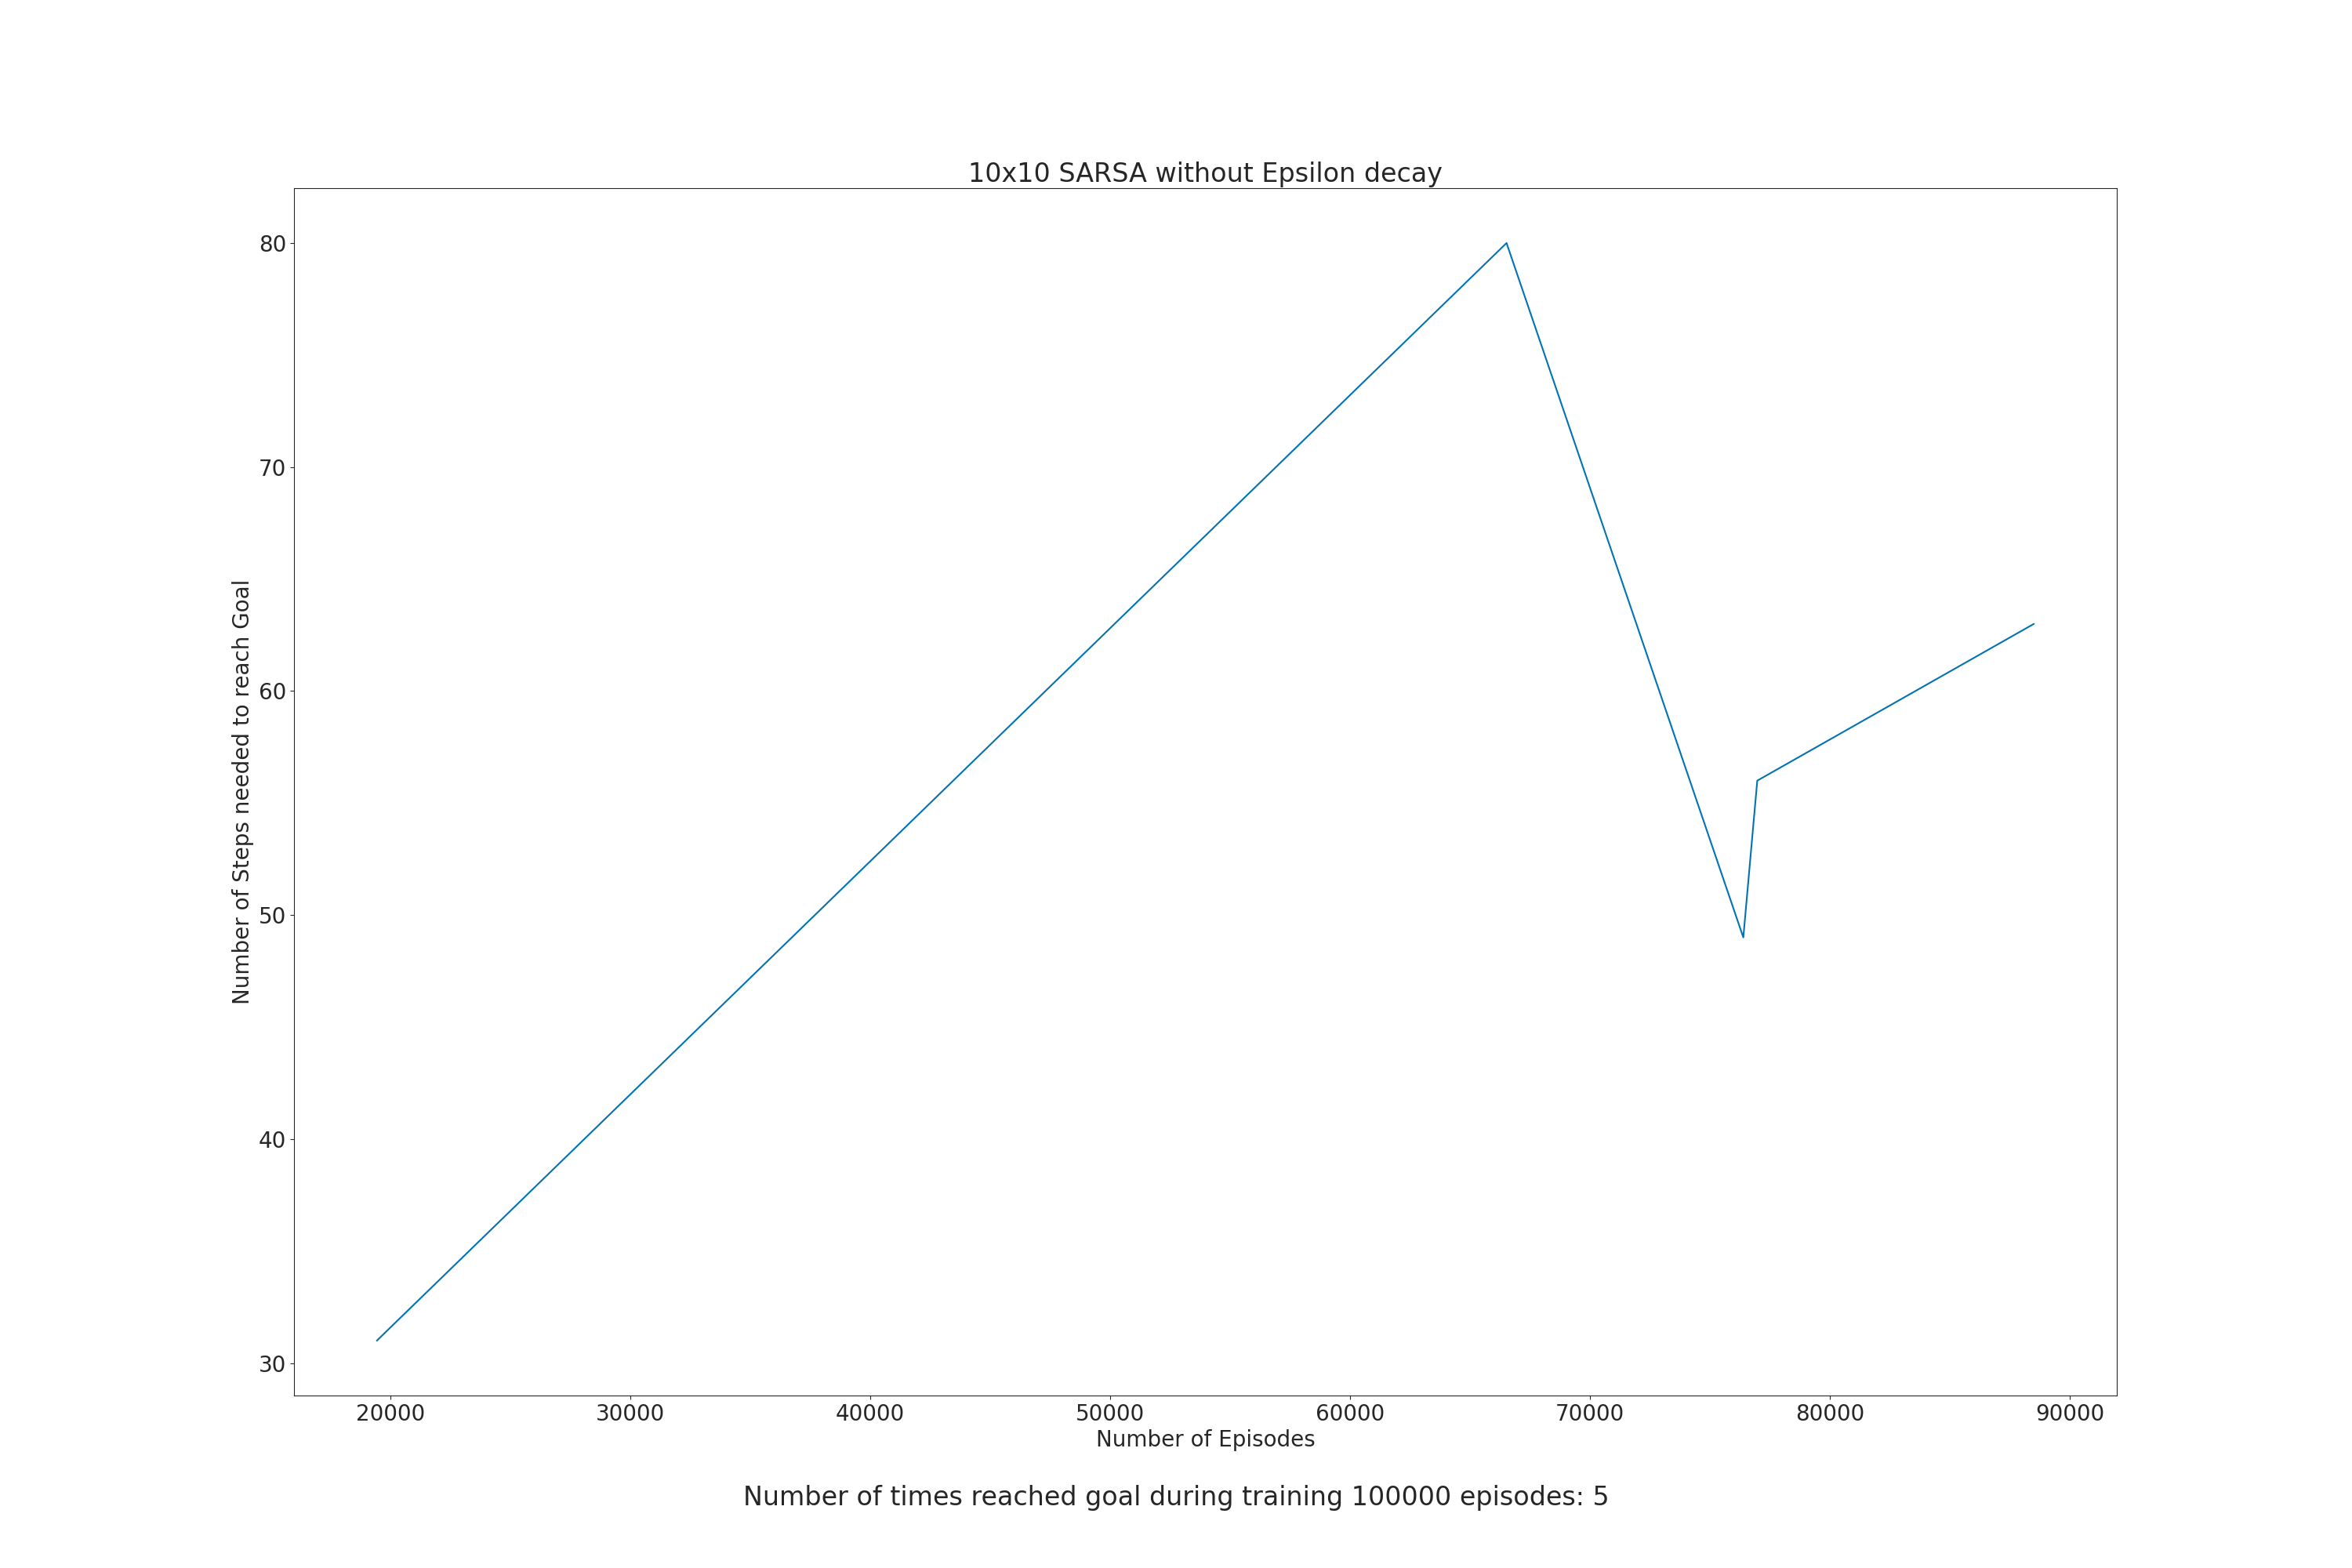 10x10 SARSA without Epsilon decay
80
70
60
50
40
30
Number of Steps needed to reach Goal
20000 30000 40000 50000 60000 70000 80000 90000
Number of Episodes
Number of times reached goal during training 100000 episodes: 5